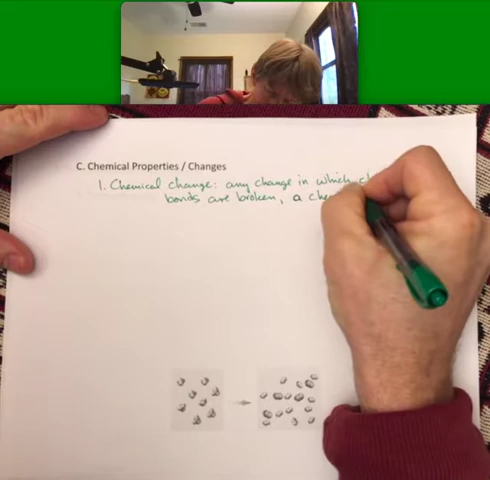 C. Chemical Properties / Changes
1. Chemical change: any change in which
bonds are broken, a